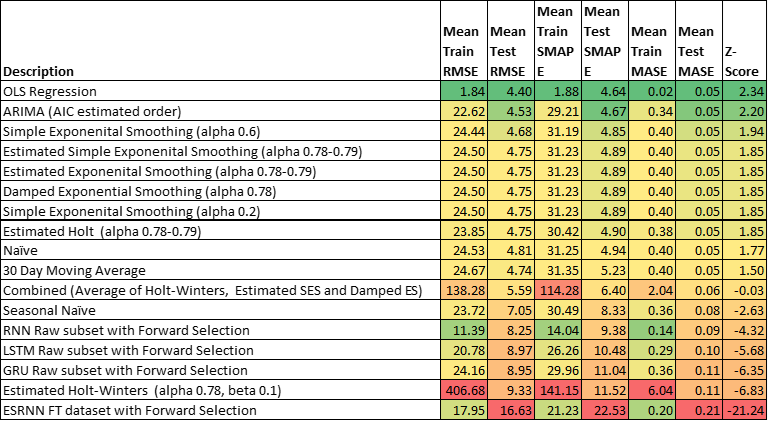 Description Mean Train RMSE Mean Test RMSE Mean Train SMAPE Mean Test SMAPE Mean Train MASE Mean Test MASE Z-Score
OLS Regression 1.84 4.40 1.88 4.64 0.02 0.05 2.34
ARIMA (AIC estimated order) 22.62 4.53 29.21 4.67 0.34 0.05 2.20
Simple Exponenital Smoothing (alpha 0.6) 24.44 4.68 31.19 4.85 0.40 0.05 1.94
Estimated Simple Exponenital Smoothing (alpha 0.78-0.79) 24.50 4.75 31.23 4.89 0.40 0.05 1.85
Estimated Exponenital Smoothing (alpha 0.78-0.79) 24.50 4.75 31.23 4.89 0.40 0.05 1.85
Damped Exponential Smoothing (alpha 0.78) 24.50 4.75 31.23 4.89 0.40 0.05 1.85
Simple Exponenital Smoothing (alpha 0.2) 24.50 4.75 31.23 4.89 0.40 0.05 1.85
Estimated Holt (alpha 0.78-0.79) 23.85 4.75 30.42 4.90 0.38 0.05 1.85
Naïve 24.53 4.81 31.25 4.94 0.40 0.05 1.77
30 Day Moving Average 24.67 4.74 31.35 5.23 0.40 0.05 1.50
Combined (Average of Holt-Winters, Estimated SES and Damped ES) 138.28 5.59 114.28 6.40 2.04 0.06 -0.03
Seasonal Naïve 23.72 7.05 30.49 8.33 0.36 0.08 -2.63
RNN Raw subset with Forward Selection 11.39 8.25 14.04 9.38 0.14 0.09 -4.32
LSTM Raw subset with Forward Selection 20.78 8.97 26.26 10.48 0.29 0.10 -5.68
GRU Raw subset with Forward Selection 24.16 8.95 29.96 11.04 0.36 0.11 -6.35
Estimated Holt-Winters (alpha 0.78, beta 0.1) 406.68 9.33 141.15 11.52 6.04 0.11 -6.83
ESRNN FT dataset with Forward Selection 17.95 16.63 21.23 22.53 0.20 0.21 -21.24